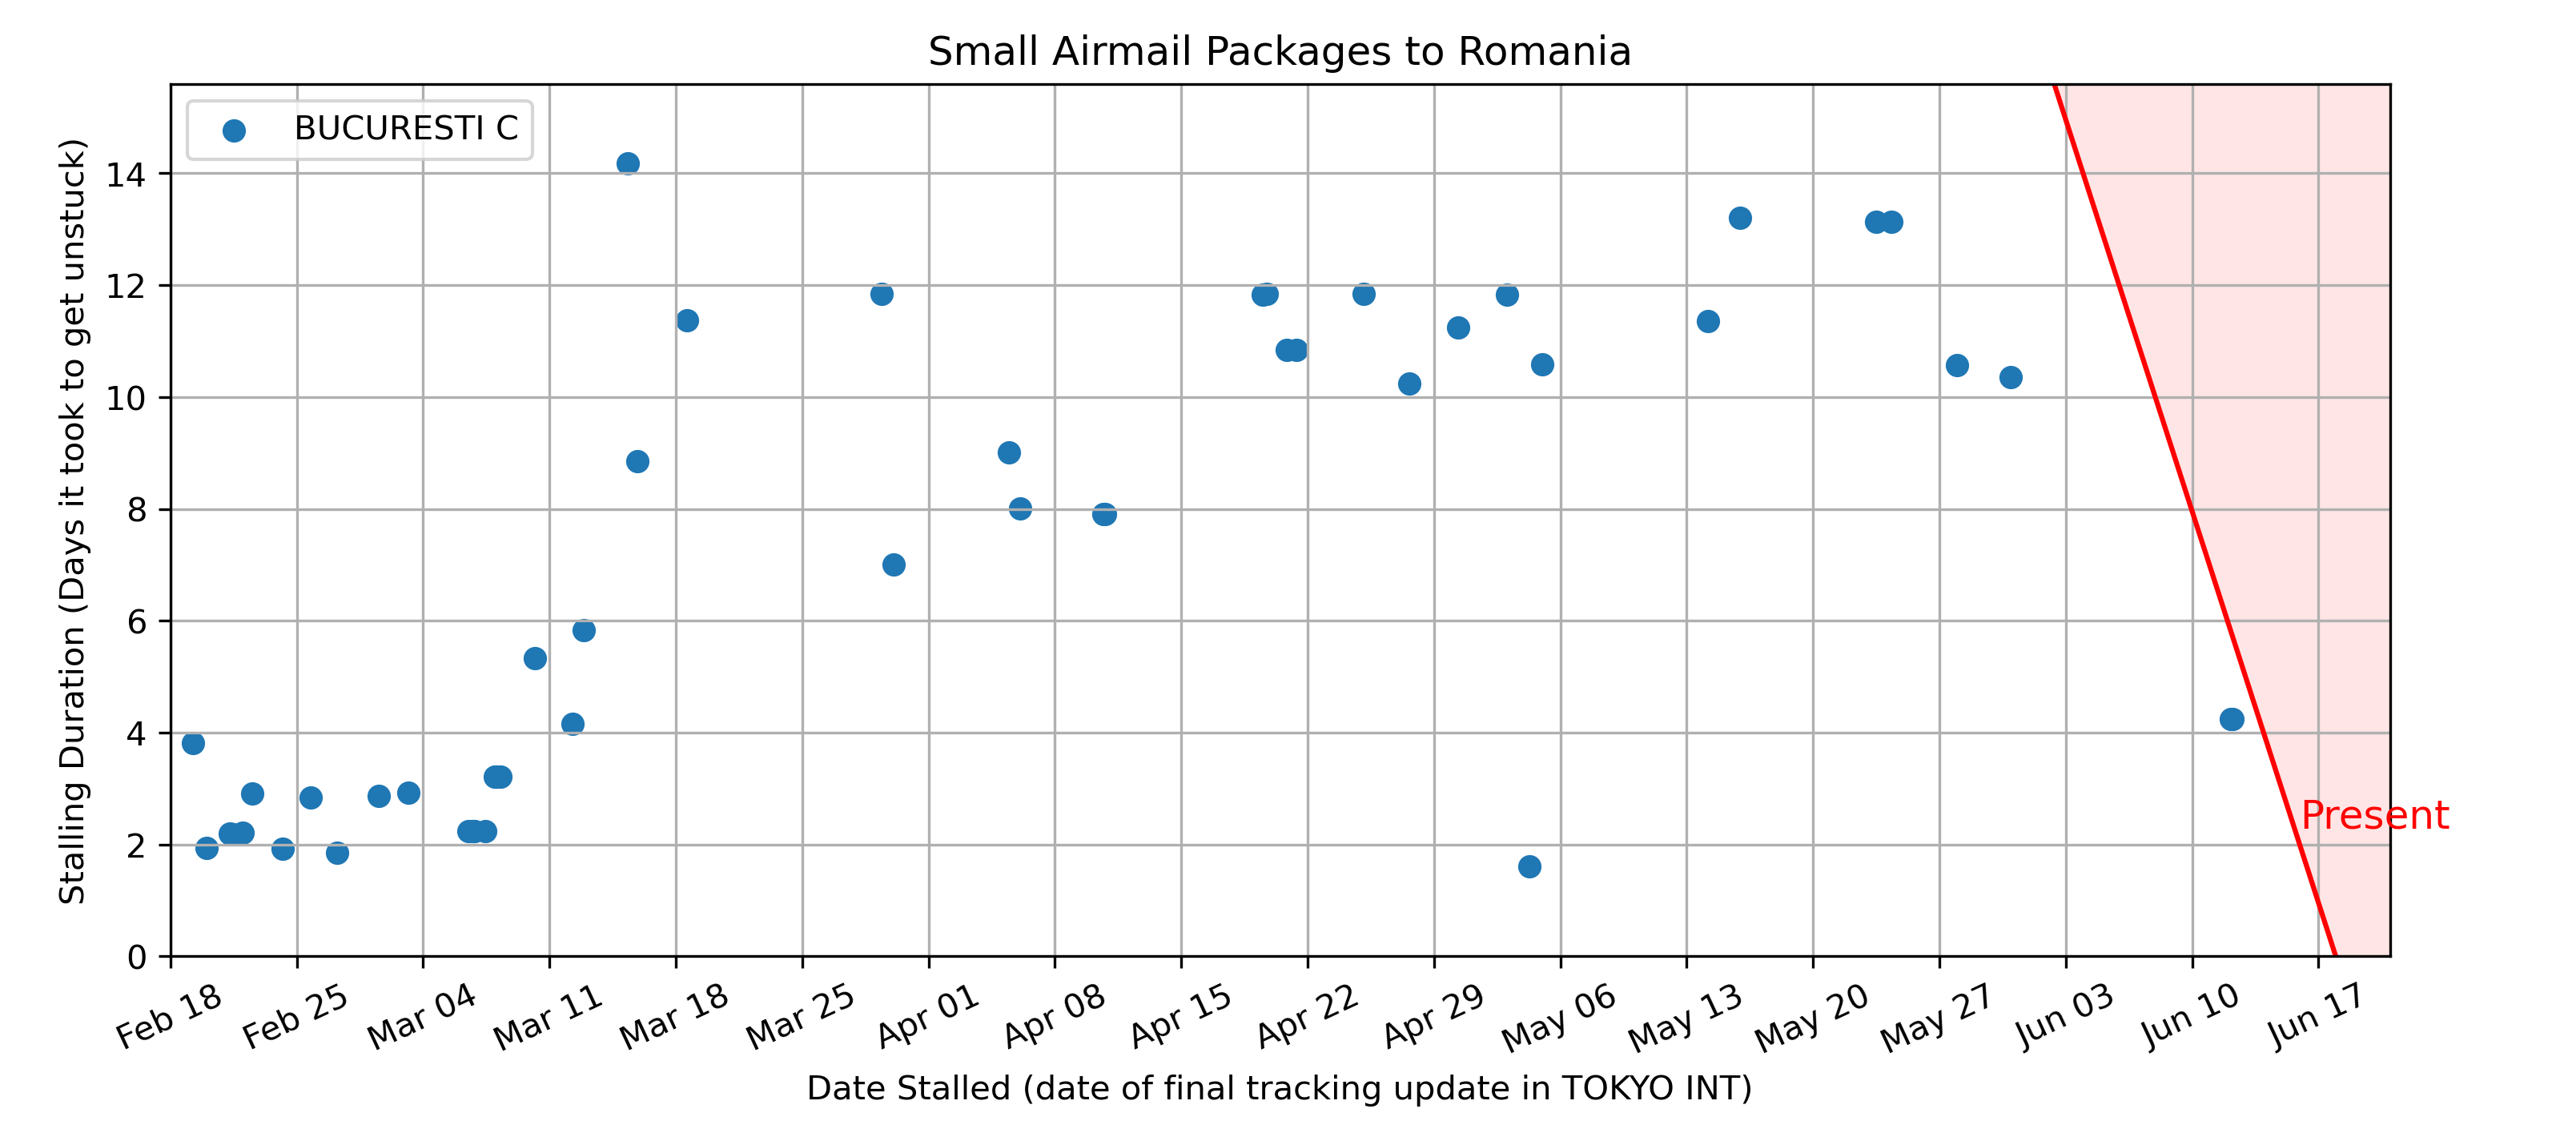 Small Airmail Packages to Romania
BUCURESTI C
Stalling Duration (Days it took to get unstuck)
14
12
10
8
6
4
2
0
Present
Feb 18
Feb 25
Mar 04
Mar 11
Mar 18
Mar 25
Apr 01
Apr 08
Apr 15
Apr 22
Apr 29
May 06
May 13
May 20
May 27
Jun 03
Jun 10
Jun 17
Date Stalled (date of final tracking update in TOKYO INT)